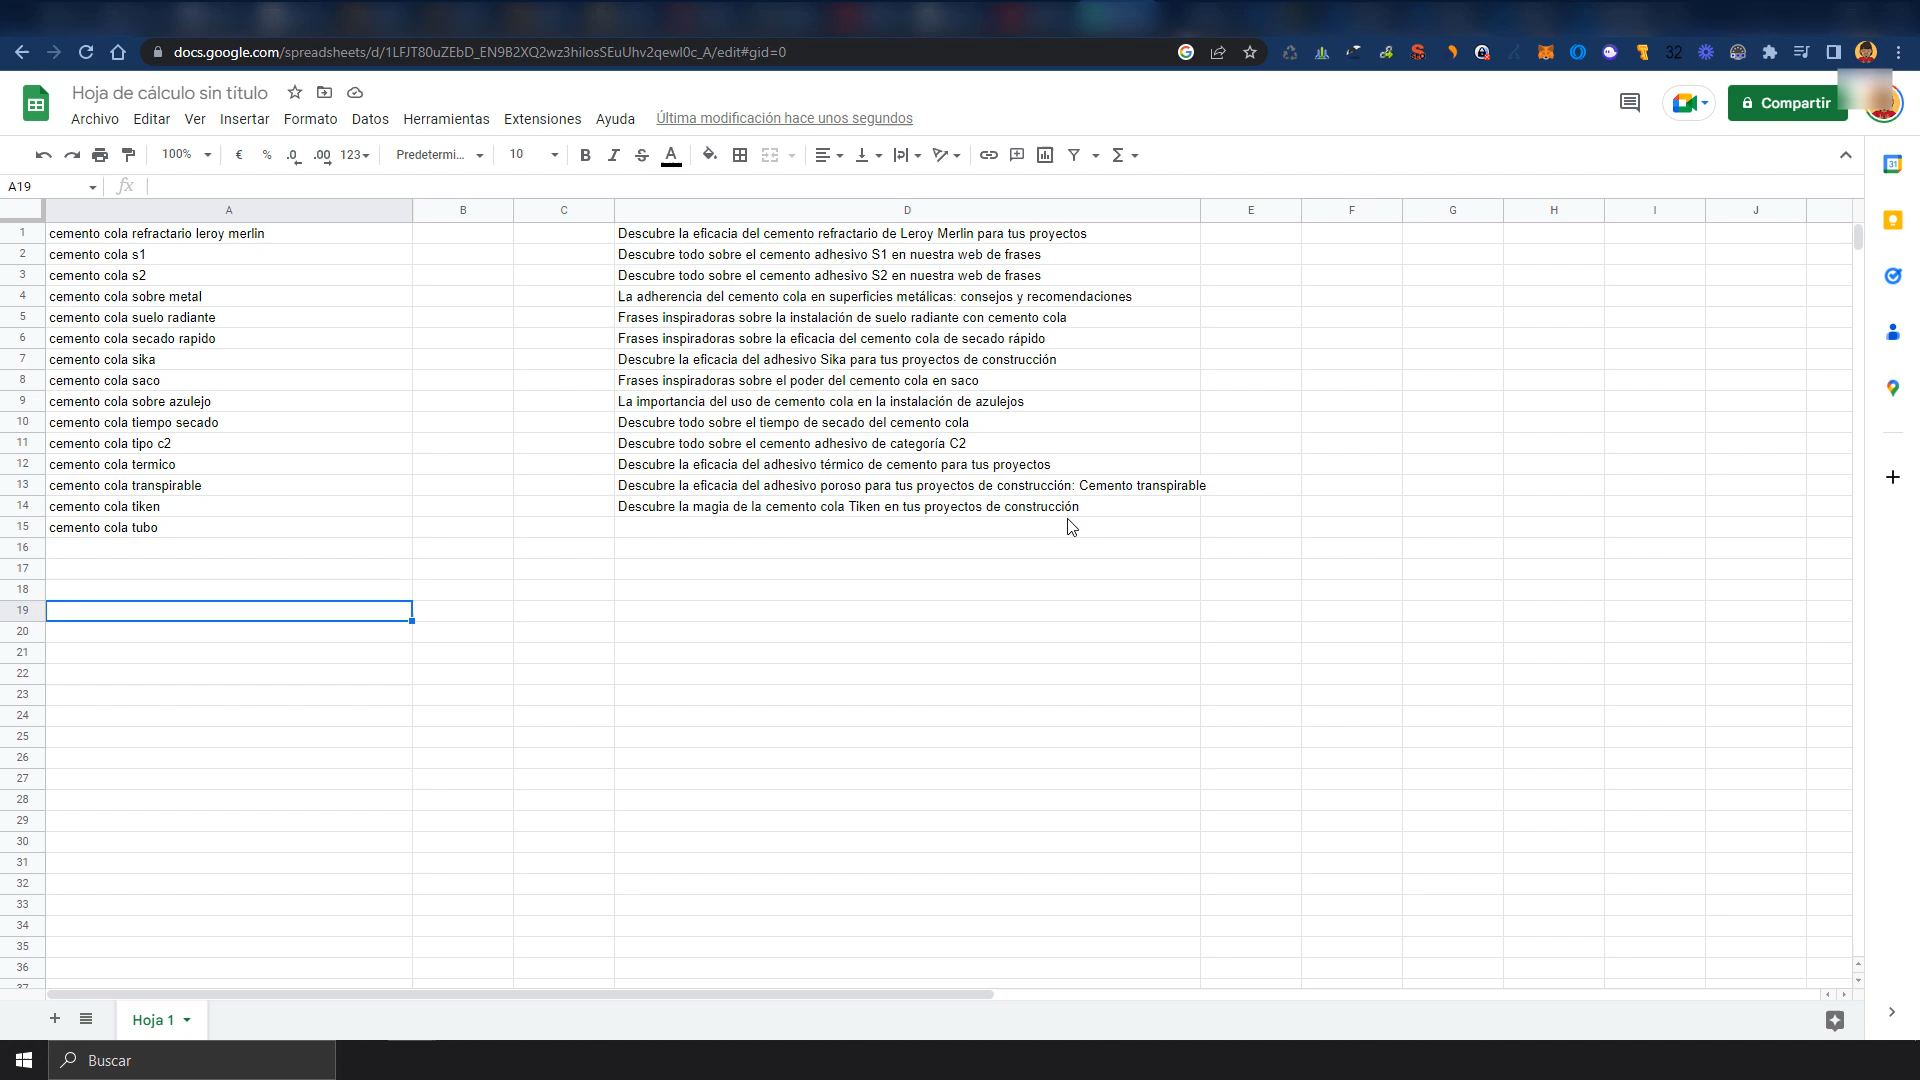 docs.google.com/spreadsheets/d/1LFJT80uZEbD_EN9B2XQ2wz3hilosSEuUhv2qewl0c_A/edit#gid=0
32
Hoja de cálculo sin título
Archivo Editar Ver Insertar Formato Datos Herramientas Extensiones Ayuda Última modificación hace unos segundos
Compartir
100% € % .0 .00 123 Predetermi... 10 B I S A Σ
31
A19 fx
A B C D E F G H I J
1 cemento cola refractario leroy merlin Descubre la eficacia del cemento refractario de Leroy Merlin para tus proyectos
2 cemento cola s1 Descubre todo sobre el cemento adhesivo S1 en nuestra web de frases
3 cemento cola s2 Descubre todo sobre el cemento adhesivo S2 en nuestra web de frases
4 cemento cola sobre metal La adherencia del cemento cola en superficies metálicas: consejos y recomendaciones
5 cemento cola suelo radiante Frases inspiradoras sobre la instalación de suelo radiante con cemento cola
6 cemento cola secado rapido Frases inspiradoras sobre la eficacia del cemento cola de secado rápido
7 cemento cola sika Descubre la eficacia del adhesivo Sika para tus proyectos de construcción
8 cemento cola saco Frases inspiradoras sobre el poder del cemento cola en saco
9 cemento cola sobre azulejo La importancia del uso de cemento cola en la instalación de azulejos
10 cemento cola tiempo secado Descubre todo sobre el tiempo de secado del cemento cola
11 cemento cola tipo c2 Descubre todo sobre el cemento adhesivo de categoría C2
12 cemento cola termico Descubre la eficacia del adhesivo térmico de cemento para tus proyectos
13 cemento cola transpirable Descubre la eficacia del adhesivo poroso para tus proyectos de construcción: Cemento transpirable
14 cemento cola tiken Descubre la magia de la cemento cola Tiken en tus proyectos de construcción
15 cemento cola tubo
16
17
18
19
20
21
22
23
24
25
26
27
28
29
30
31
32
33
34
35
36
37
Hoja 1
Buscar